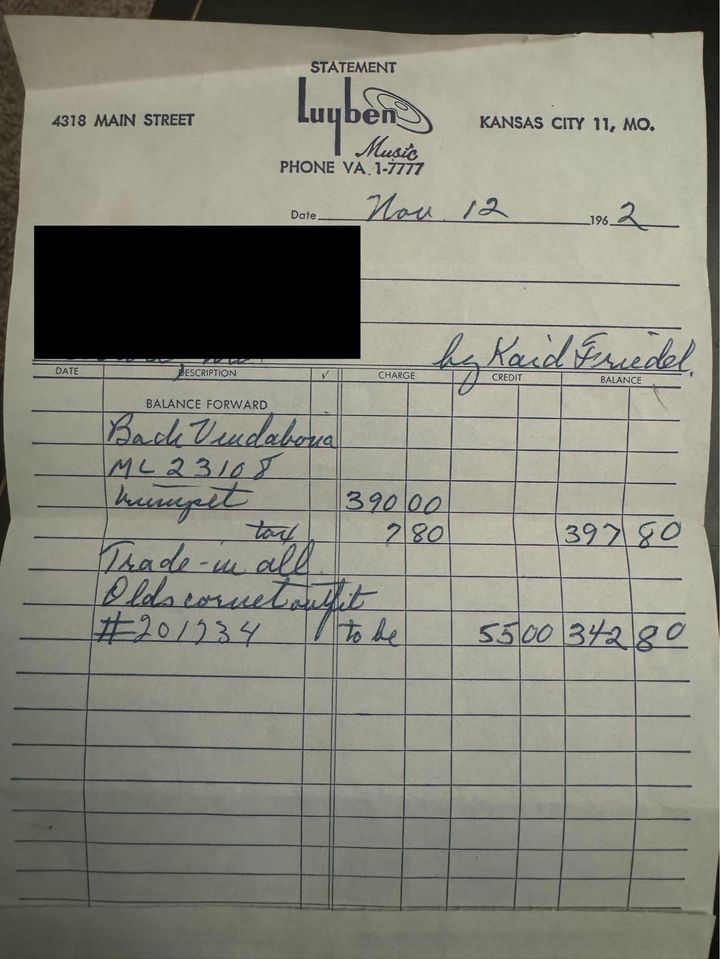 STATEMENT
Luyben
Music
4318 MAIN STREET
KANSAS CITY 11, MO.
PHONE VA. 1-7777
Date Nov. 12 1962
by Kaid Friedel.
DATE DESCRIPTION √ CHARGE CREDIT BALANCE
BALANCE FORWARD
Bach Vindabona
ML 23108
trumpet 390 00
tax 7 80 397 80
Trade-in all
Olds cornet outfit
#201734 to be 55 00 342 80